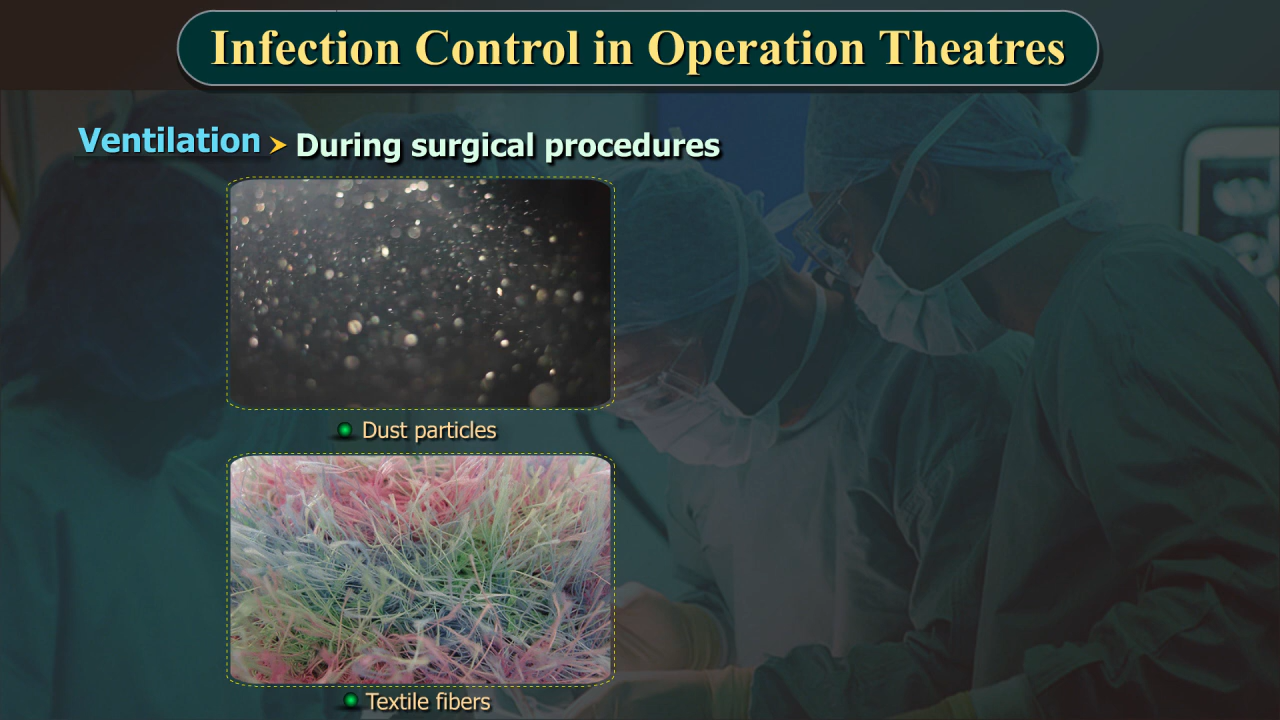 Infection Control in Operation Theatres
Ventilation ➤ During surgical procedures
Dust particles
Textile fibers